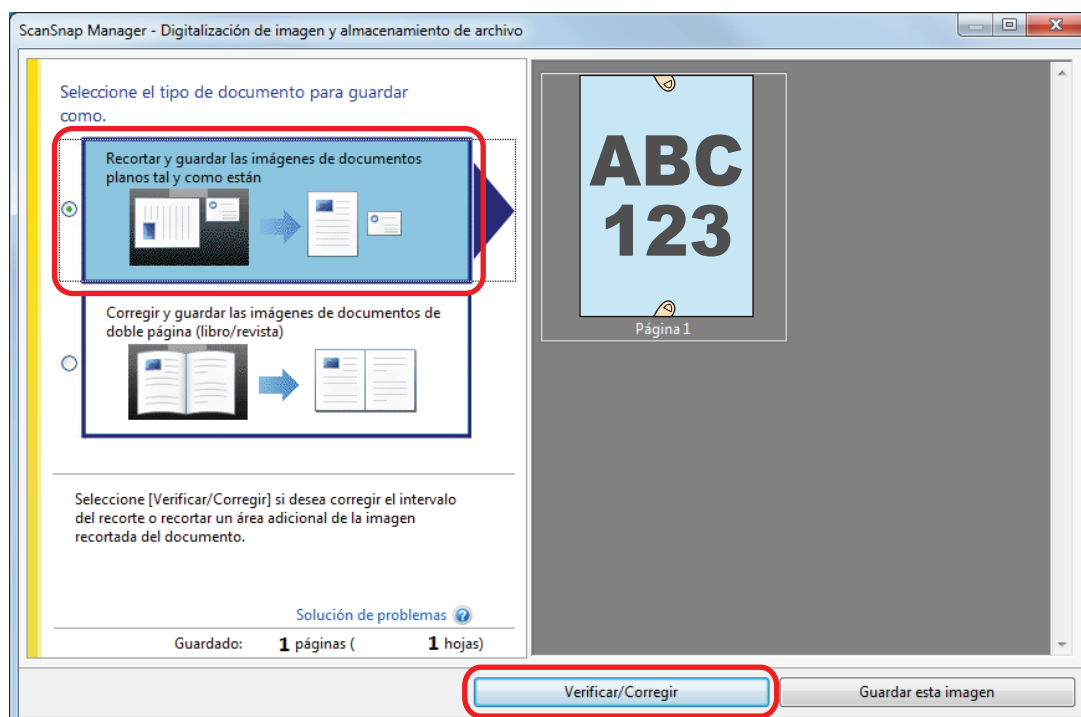 ScanSnap Manager - Digitalización de imagen y almacenamiento de archivo
Seleccione el tipo de documento para guardar
como.
Recortar y guardar las imágenes de documentos
planos tal y como están
Corregir y guardar las imágenes de documentos de
doble página (libro/revista)
Seleccione [Verificar/Corregir] si desea corregir el intervalo
del recorte o recortar un área adicional de la imagen
recortada del documento.
Solución de problemas ?
Guardado: 1 páginas ( 1 hojas)
ABC
123
Página 1
Verificar/Corregir
Guardar esta imagen